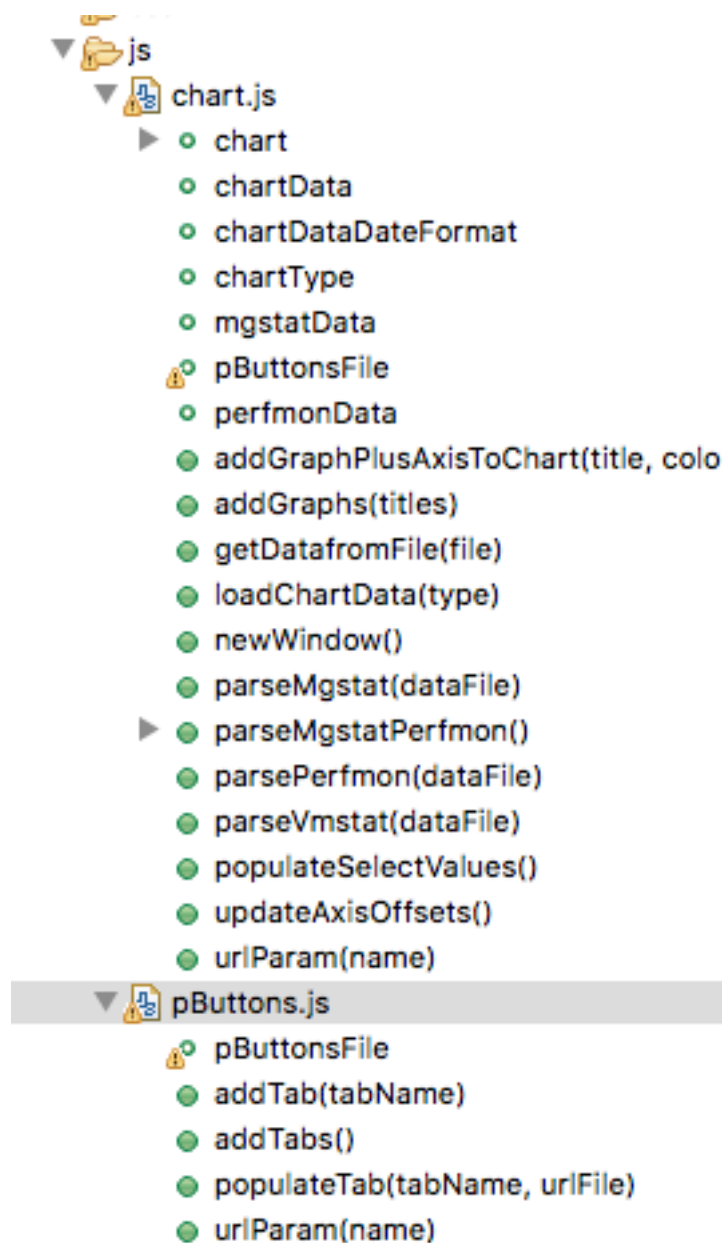 js
chart.js
chart
chartData
chartDataDateFormat
chartType
mgstatData
pButtonsFile
perfmonData
addGraphPlusAxisToChart(title, colo
addGraphs(titles)
getDatafromFile(file)
loadChartData(type)
newWindow()
parseMgstat(dataFile)
parseMgstatPerfmon()
parsePerfmon(dataFile)
parseVmstat(dataFile)
populateSelectValues()
updateAxisOffsets()
urlParam(name)
pButtons.js
pButtonsFile
addTab(tabName)
addTabs()
populateTab(tabName, urlFile)
urlParam(name)